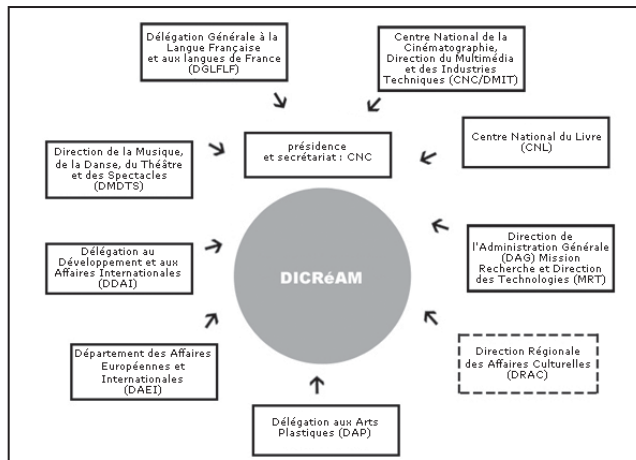 Délégation Générale à la
Langue Française
et aux langues de France
(DGLFLF)
Centre National de la
Cinématographie,
Direction du Multimédia
et des Industries
Techniques (CNC/DMIT)
présidence
et secrétariat : CNC
Centre National du Livre
(CNL)
Direction de la Musique,
de la Danse, du Théâtre
et des Spectacles
(DMDTS)
Direction de
l'Administration Générale
(DAG) Mission
Recherche et Direction
des Technologies (MRT)
Délégation au
Développement et aux
Affaires Internationales
(DDAI)
DICRéAM
Direction Régionale
des Affaires Culturelles
(DRAC)
Département des Affaires
Européennes et
Internationales
(DAEI)
Délégation aux Arts
Plastiques (DAP)